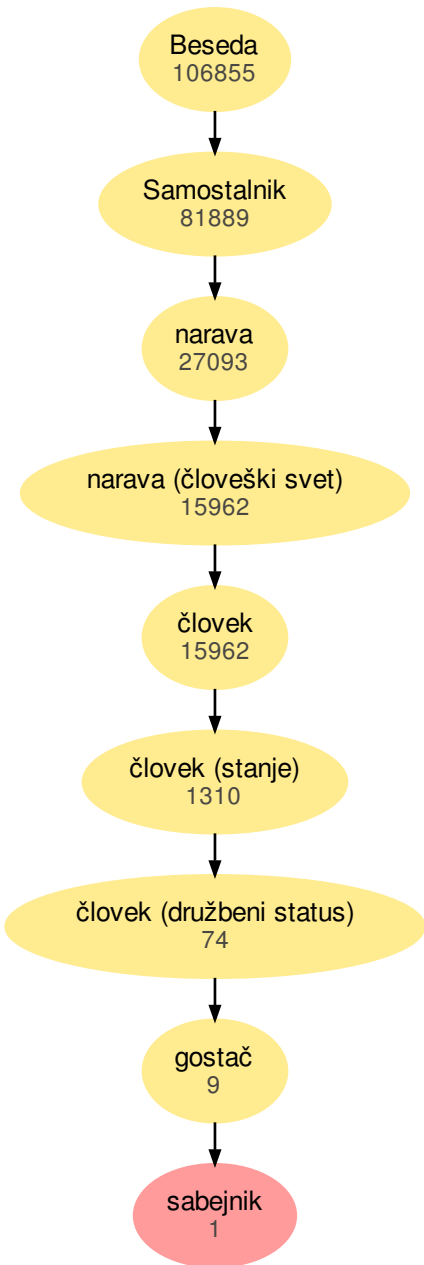 Beseda
106855
Samostalnik
81889
narava
27093
narava (človeški svet)
15962
človek
15962
človek (stanje)
1310
človek (družbeni status)
74
gostač
9
sabejnik
1